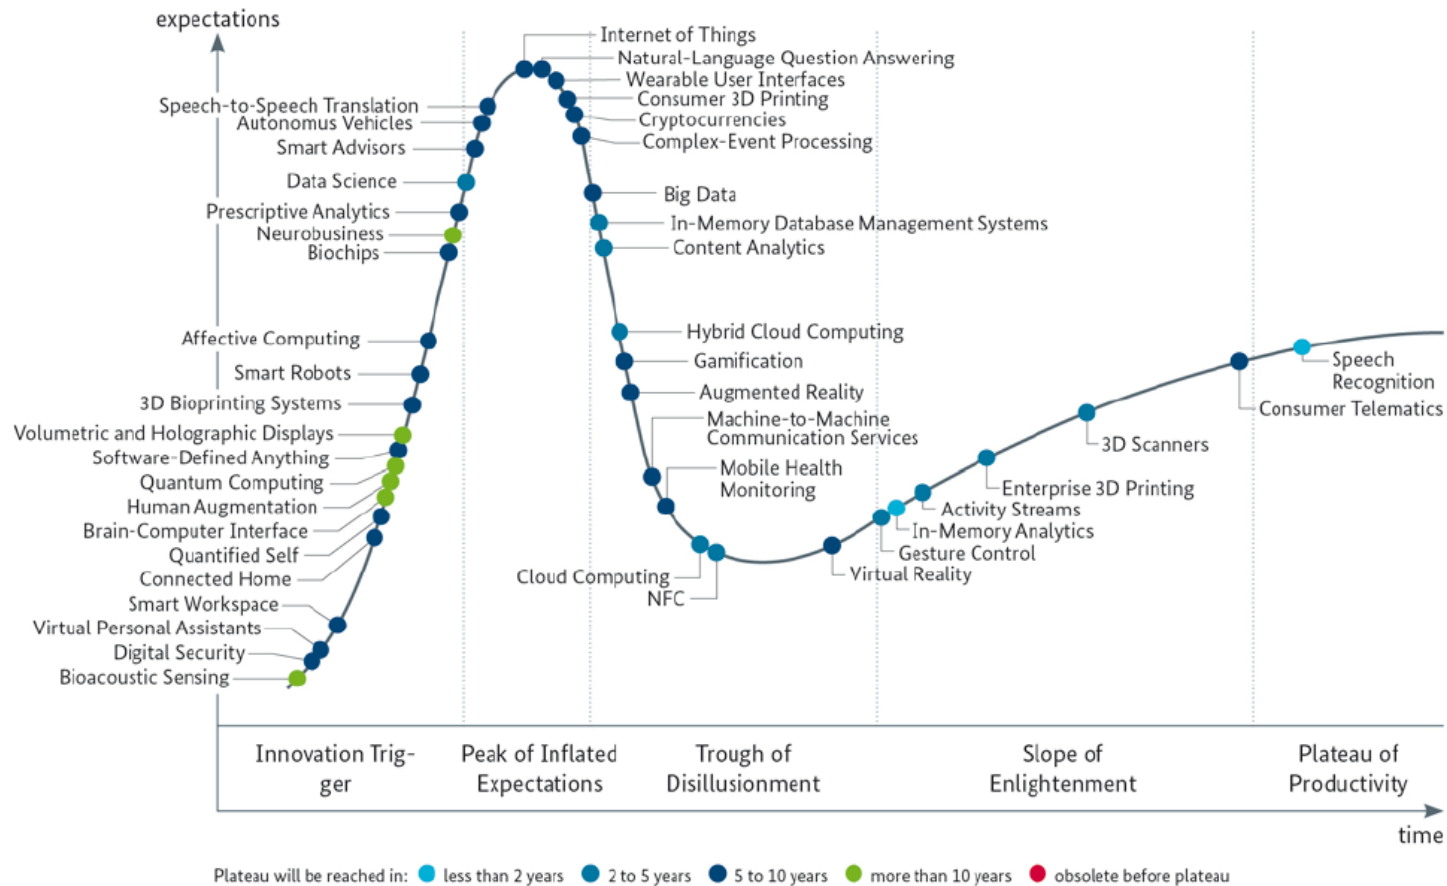 expectations
Internet of Things
Natural-Language Question Answering
Wearable User Interfaces
Consumer 3D Printing
Cryptocurrencies
Complex-Event Processing
Speech-to-Speech Translation
Autonomus Vehicles
Smart Advisors
Data Science
Prescriptive Analytics
Neurobusiness
Biochips
Affective Computing
Smart Robots
3D Bioprinting Systems
Volumetric and Holographic Displays
Software-Defined Anything
Quantum Computing
Human Augmentation
Brain-Computer Interface
Quantified Self
Connected Home
Smart Workspace
Virtual Personal Assistants
Digital Security
Bioacoustic Sensing
Big Data
In-Memory Database Management Systems
Content Analytics
Hybrid Cloud Computing
Gamification
Augmented Reality
Machine-to-Machine
Communication Services
Mobile Health
Monitoring
Cloud Computing
NFC
Virtual Reality
Gesture Control
In-Memory Analytics
Activity Streams
Enterprise 3D Printing
3D Scanners
Consumer Telematics
Speech
Recognition
Innovation Trig-
ger
Peak of Inflated
Expectations
Trough of
Disillusionment
Slope of
Enlightenment
Plateau of
Productivity
time
Plateau will be reached in: less than 2 years 2 to 5 years 5 to 10 years more than 10 years obsolete before plateau